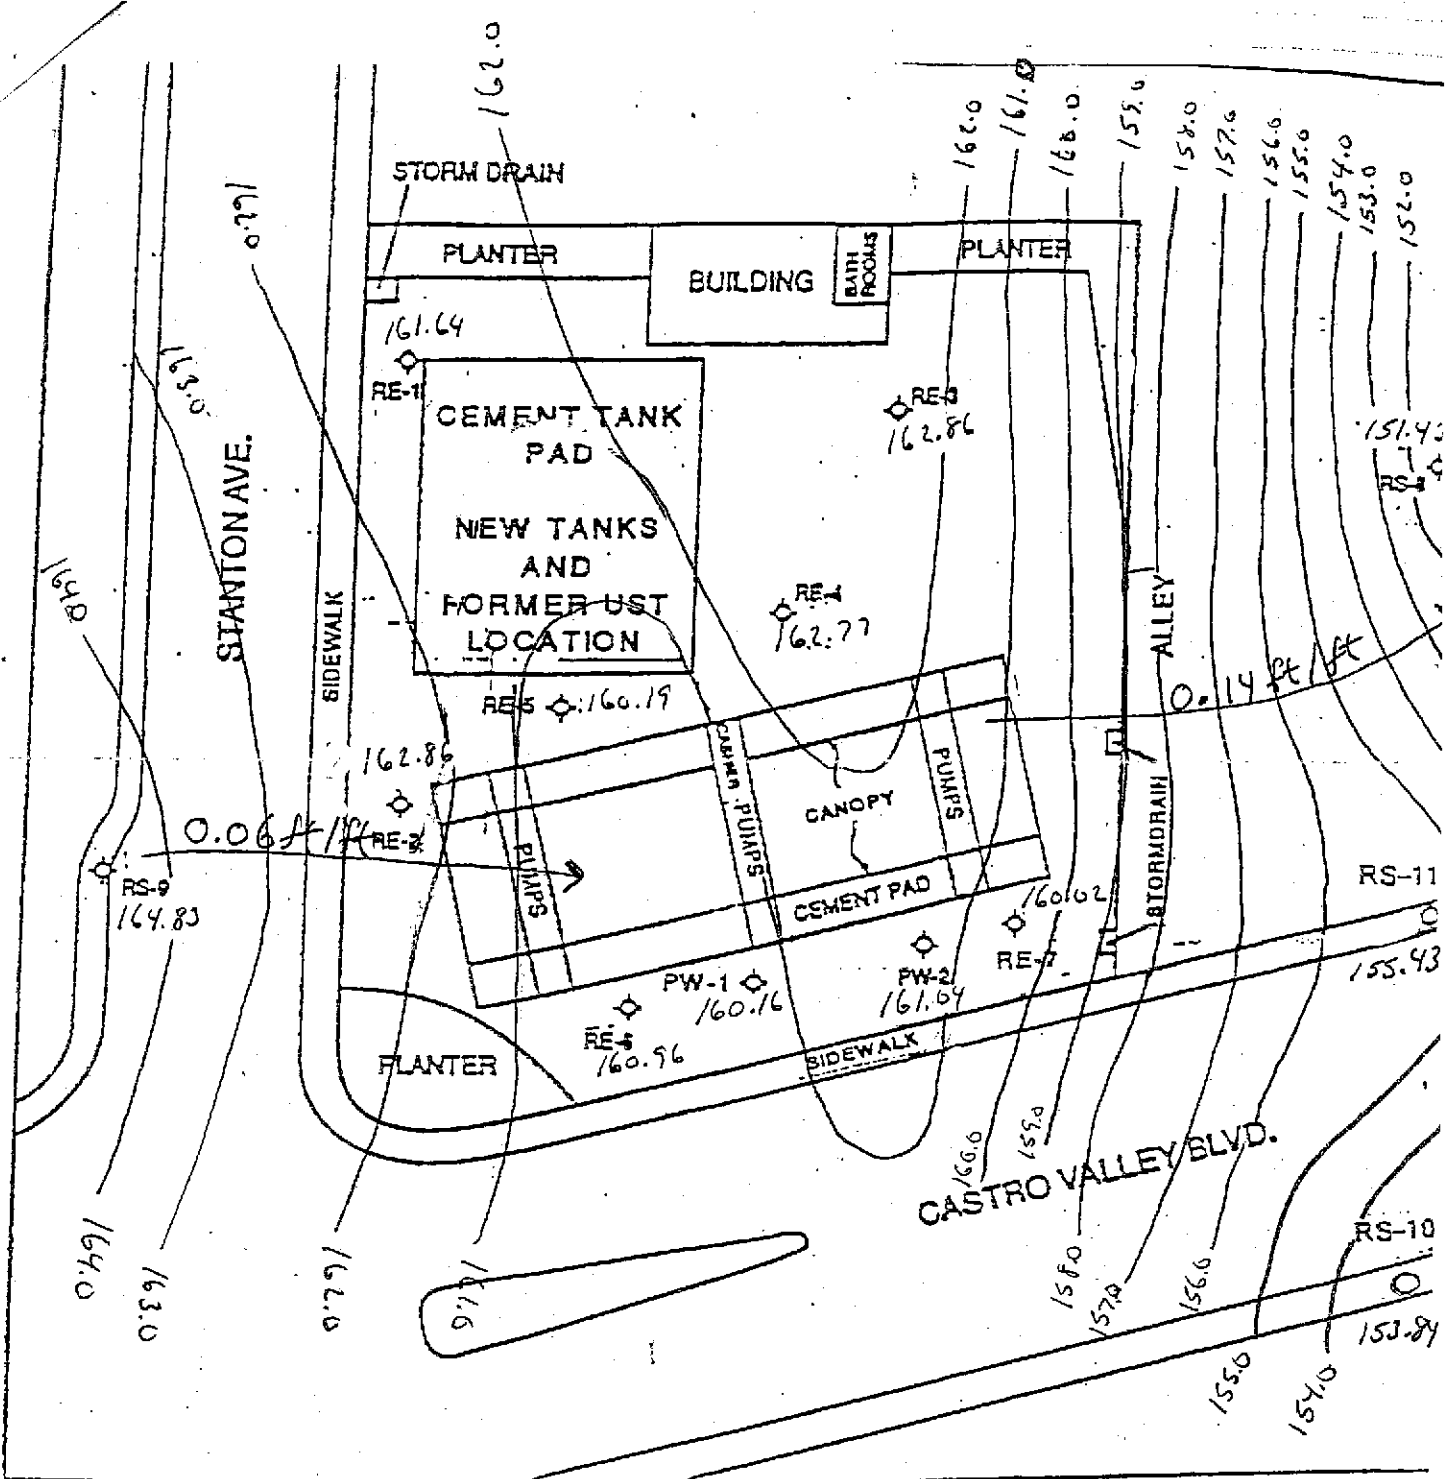 162.0
162.0
161.0
160.0
159.0
158.0
157.0
156.0
155.0
154.0
153.0
152.0
STORM DRAIN
162.0
PLANTER
BUILDING
BATH
ROOMS
PLANTER
161.64
RE-1
163.0
CEMENT TANK
PAD
NEW TANKS
AND
FORMER UST
LOCATION
RE-3
162.86
151.43
STANTON AVE.
164.0
SIDEWALK
RE-4
162.77
ALLEY
0.14 ft/ft
RE-5
160.19
162.86
RE-2
0.06 ft/ft
PUMPS
PUMPS
CANOPY
PUMPS
STORMDRAIN
CEMENT PAD
RS-9
164.83
RS-11
155.43
160.02
RE-7
PW-1
160.16
PW-2
161.04
RE-6
160.96
PLANTER
SIDEWALK
CASTRO VALLEY BLVD.
160.0
159.0
158.0
157.0
156.0
155.0
154.0
RS-10
153.84
164.0
163.0
162.0
161.0